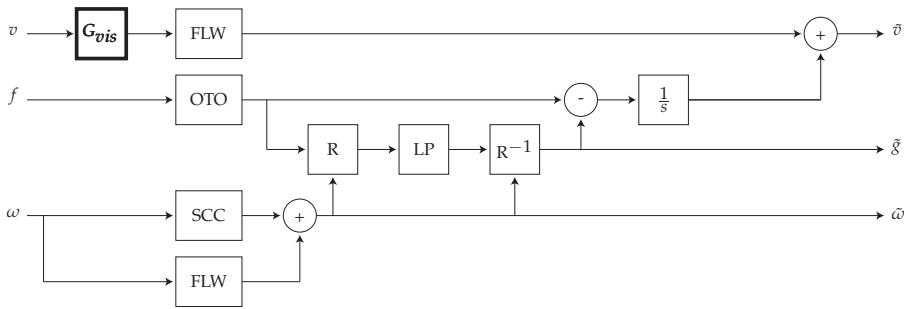 v G_vis FLW + ṽ
f OTO - 1/s
R LP R⁻¹ g̃
ω SCC + ω̃
FLW